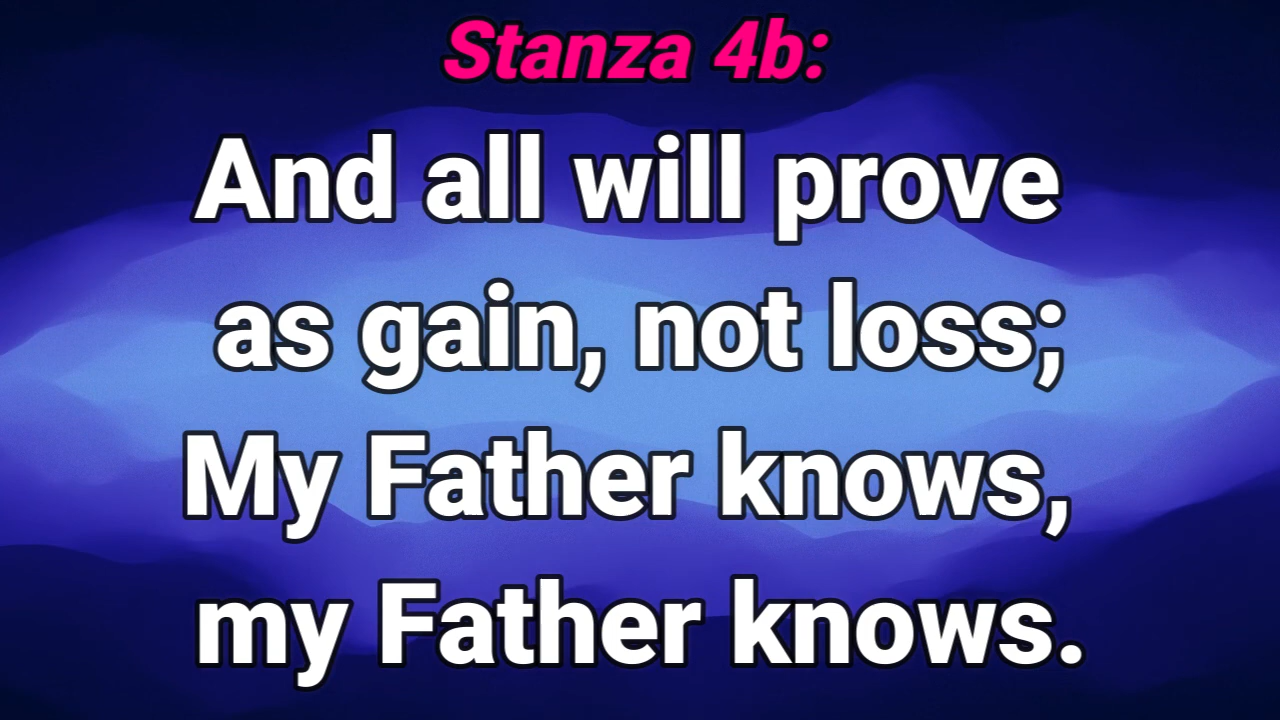 Stanza 4b:
And all will prove
as gain, not loss;
My Father knows,
my Father knows.